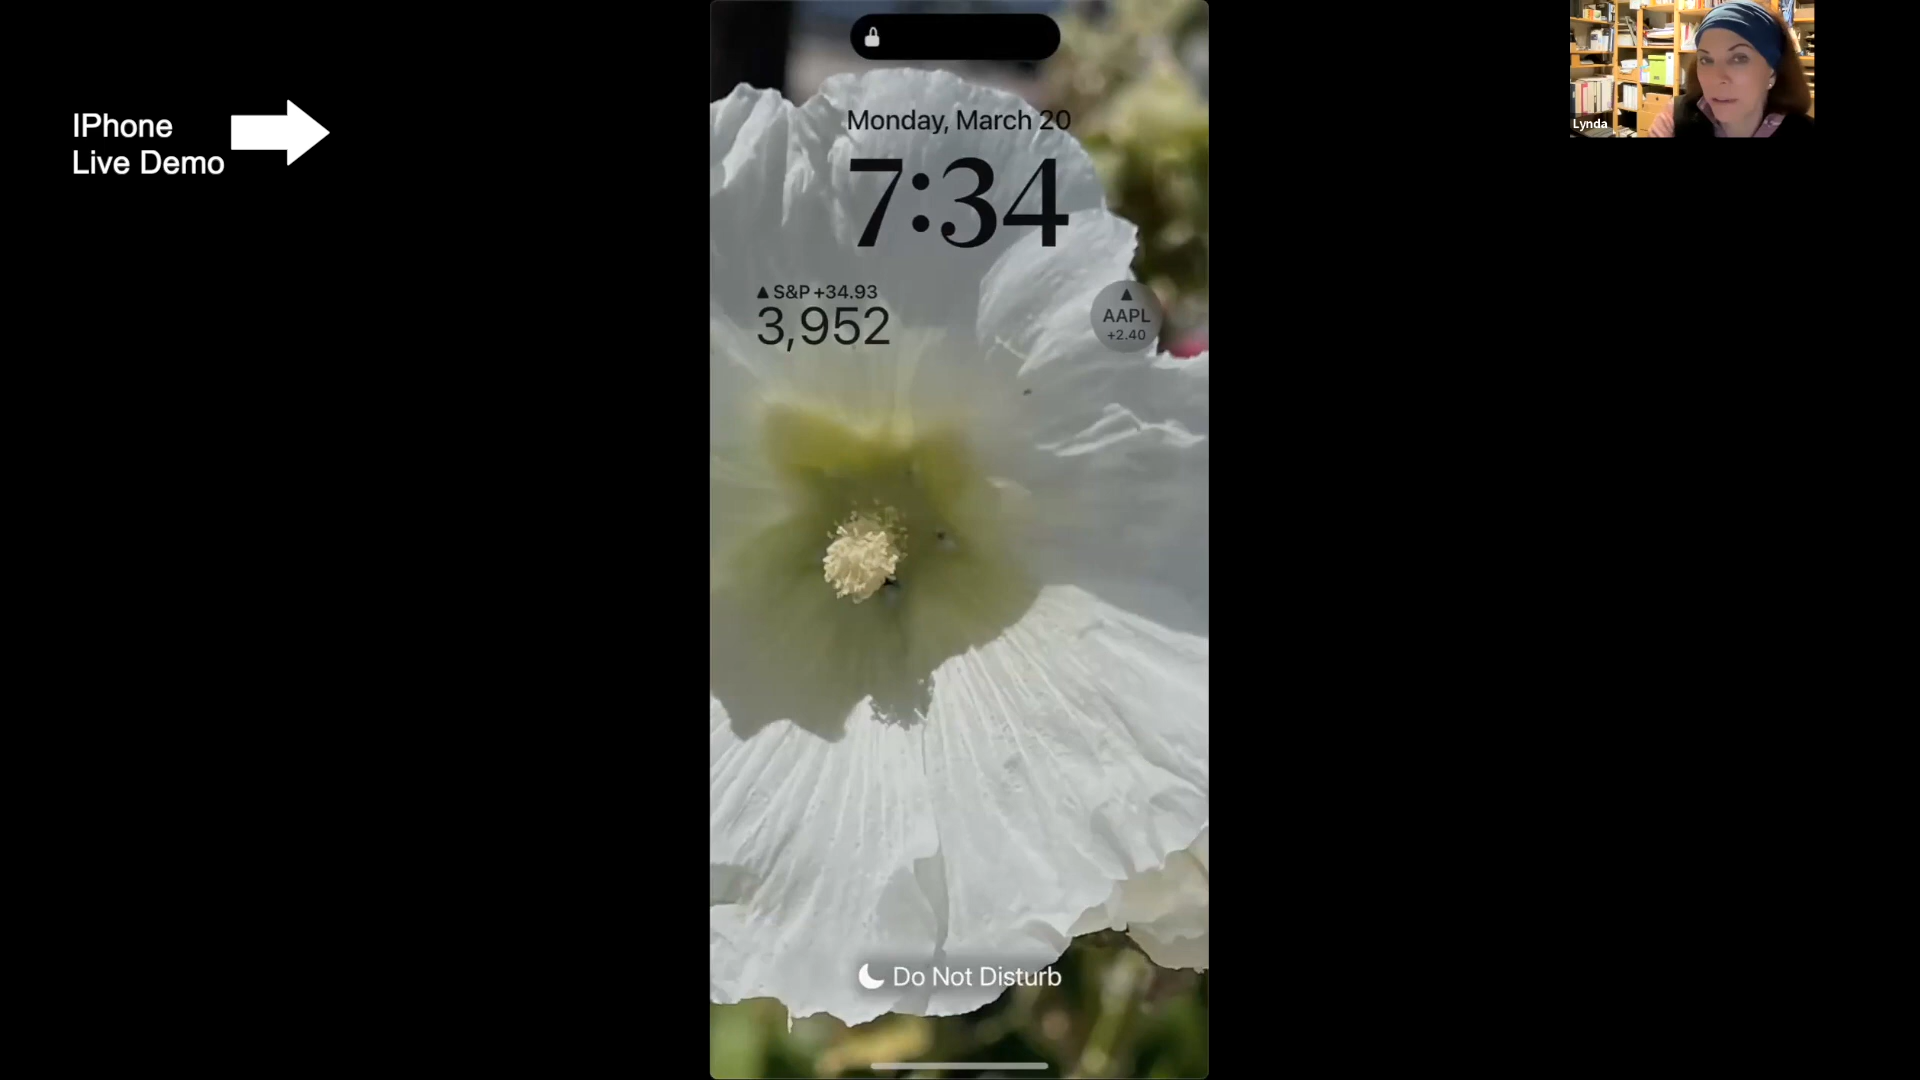 IPhone
Live Demo
Monday, March 20
7:34
▲ S&P +34.93
3,952
▲
AAPL
+2.40
Do Not Disturb
Lynda